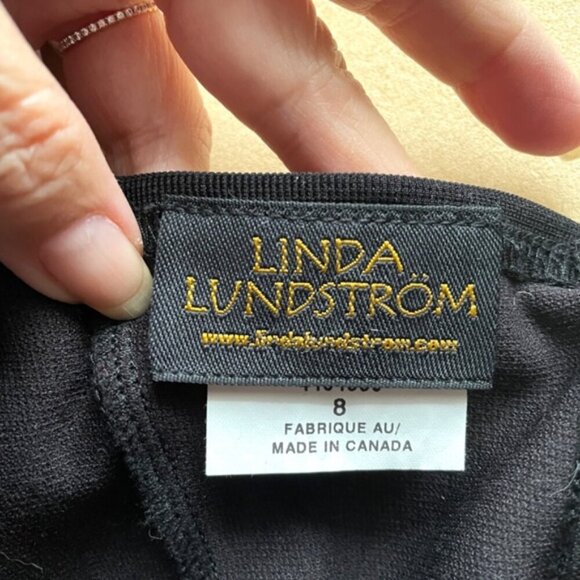 LINDA
LUNDSTRÖM
www.lindalundstrom.com
8
FABRIQUE AU/
MADE IN CANADA